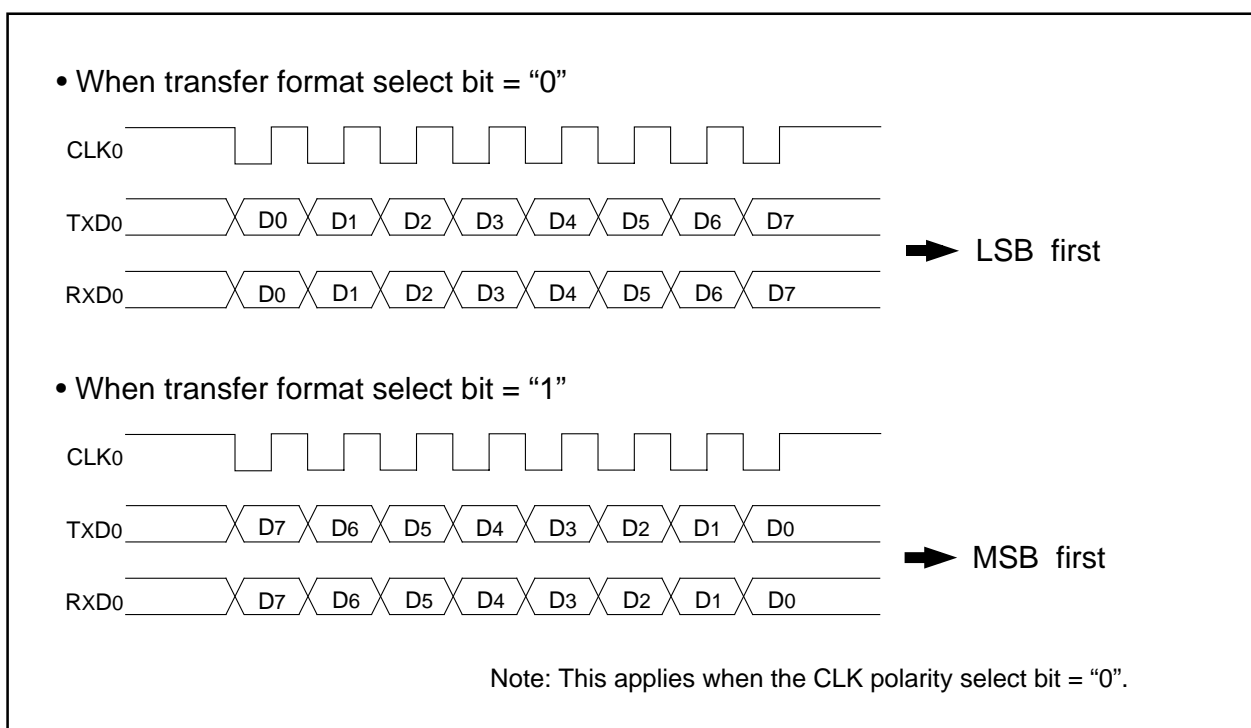 • When transfer format select bit = “0”
CLK0
TXD0 D0 D1 D2 D3 D4 D5 D6 D7
LSB first
RXD0 D0 D1 D2 D3 D4 D5 D6 D7
• When transfer format select bit = “1”
CLK0
TXD0 D7 D6 D5 D4 D3 D2 D1 D0
MSB first
RXD0 D7 D6 D5 D4 D3 D2 D1 D0
Note: This applies when the CLK polarity select bit = “0”.